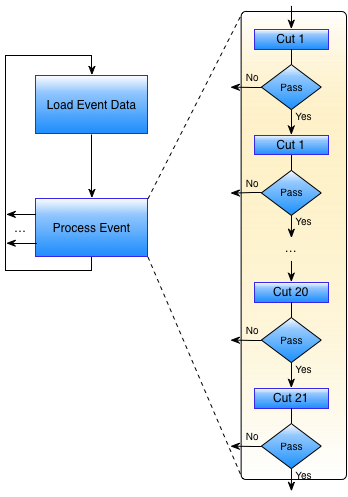 Load Event Data
Process Event
...
Cut 1
Pass
No
Yes
Cut 1
Pass
No
Yes
...
Cut 20
Pass
No
Yes
Cut 21
Pass
No
Yes